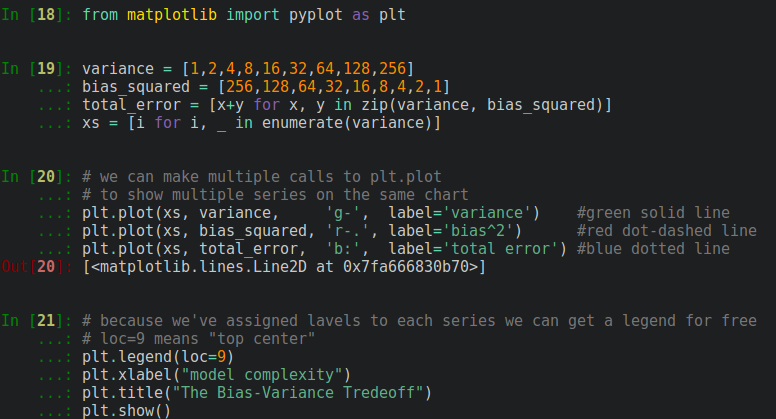 In [18]: from matplotlib import pyplot as plt
In [19]: variance = [1,2,4,8,16,32,64,128,256]
...: bias_squared = [256,128,64,32,16,8,4,2,1]
...: total_error = [x+y for x, y in zip(variance, bias_squared)]
...: xs = [i for i, _ in enumerate(variance)]
In [20]: # we can make multiple calls to plt.plot
...: # to show multiple series on the same chart
...: plt.plot(xs, variance,     'g-',  label='variance')    #green solid line
...: plt.plot(xs, bias_squared, 'r-.', label='bias^2')      #red dot-dashed line
...: plt.plot(xs, total_error,  'b:',  label='total error') #blue dotted line
Out[20]: [<matplotlib.lines.Line2D at 0x7fa666830b70>]
In [21]: # because we've assigned lavels to each series we can get a legend for free
...: # loc=9 means "top center"
...: plt.legend(loc=9)
...: plt.xlabel("model complexity")
...: plt.title("The Bias-Variance Tredeoff")
...: plt.show()